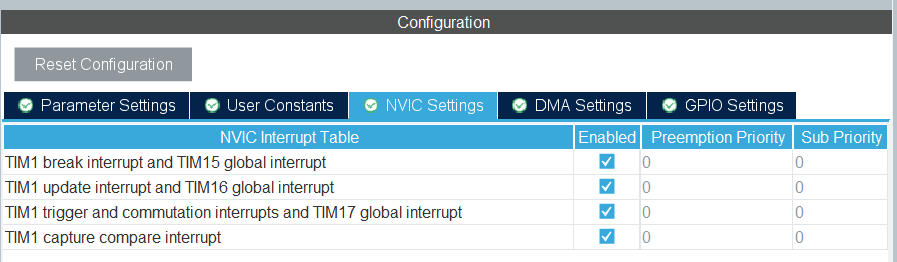 Configuration
Reset Configuration
Parameter Settings User Constants NVIC Settings DMA Settings GPIO Settings
NVIC Interrupt Table Enabled Preemption Priority Sub Priority
TIM1 break interrupt and TIM15 global interrupt 0 0
TIM1 update interrupt and TIM16 global interrupt 0 0
TIM1 trigger and commutation interrupts and TIM17 global interrupt 0 0
TIM1 capture compare interrupt 0 0